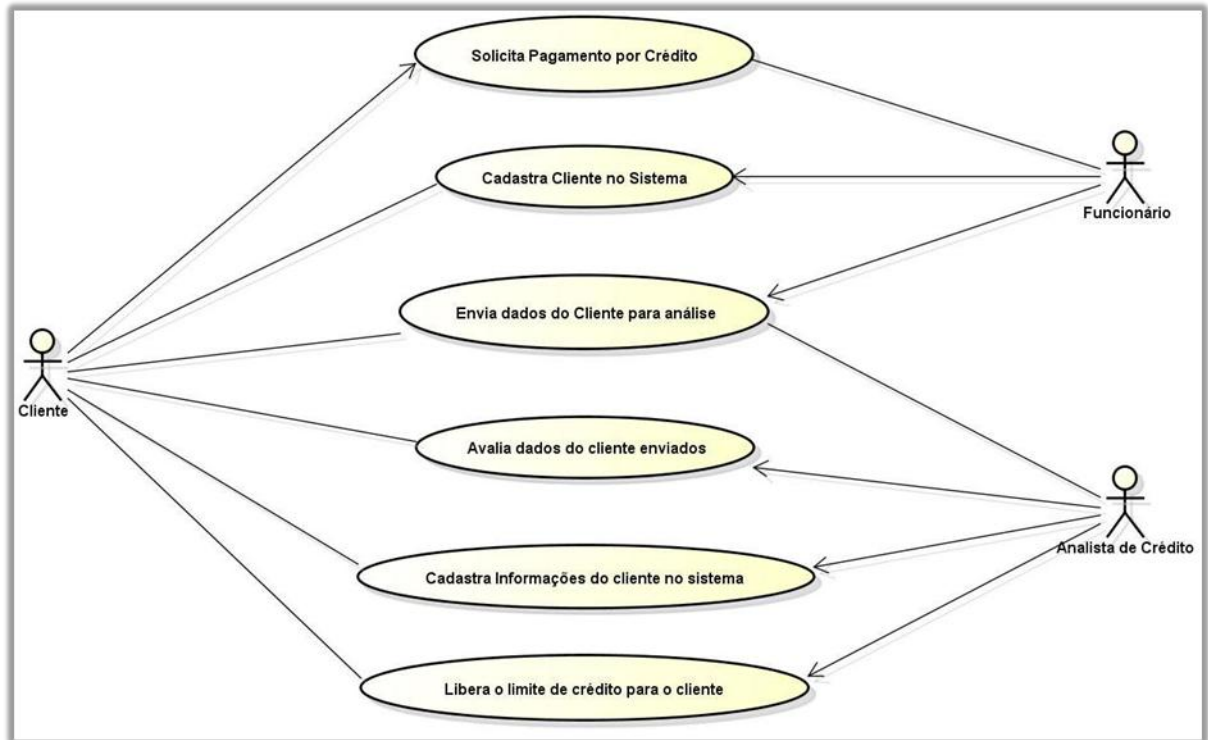 Solicita Pagamento por Crédito
Cadastra Cliente no Sistema
Funcionário
Envia dados do Cliente para análise
Cliente
Avalia dados do cliente enviados
Analista de Crédito
Cadastra Informações do cliente no sistema
Libera o limite de crédito para o cliente